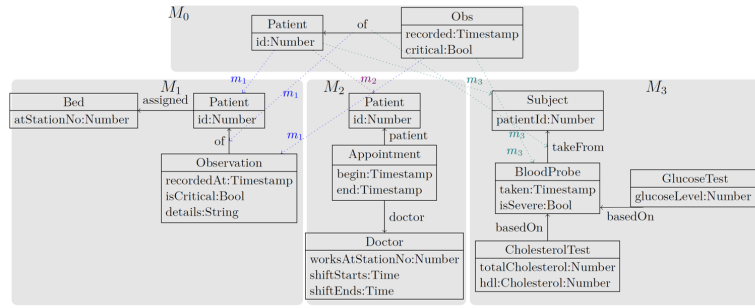 M0
Patient
id:Number
of
Obs
recorded:Timestamp
critical:Bool
m1
m1
m1
m2
m3
m3
m3
M1
Bed
atStationNo:Number
assigned
Patient
id:Number
of
Observation
recordedAt:Timestamp
isCritical:Bool
details:String
M2
Patient
id:Number
patient
Appointment
begin:Timestamp
end:Timestamp
doctor
Doctor
worksAtStationNo:Number
shiftStarts:Time
shiftEnds:Time
M3
Subject
patientId:Number
takeFrom
BloodProbe
taken:Timestamp
isSevere:Bool
GlucoseTest
glucoseLevel:Number
basedOn
basedOn
CholesterolTest
totalCholesterol:Number
hdl:Cholesterol:Number